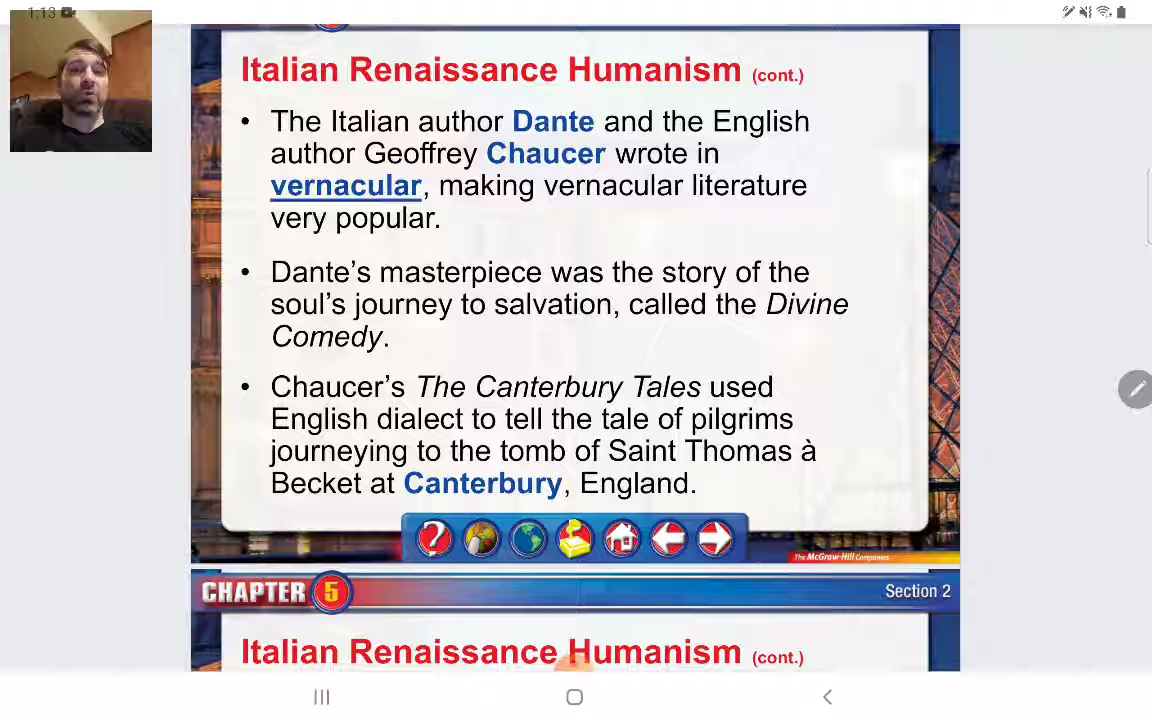 1:13
Italian Renaissance Humanism (cont.)
• The Italian author Dante and the English
author Geoffrey Chaucer wrote in
vernacular, making vernacular literature
very popular.
• Dante’s masterpiece was the story of the
soul’s journey to salvation, called the Divine
Comedy.
• Chaucer’s The Canterbury Tales used
English dialect to tell the tale of pilgrims
journeying to the tomb of Saint Thomas à
Becket at Canterbury, England.
?
The McGraw-Hill Companies
CHAPTER 5
Section 2
Italian Renaissance Humanism (cont.)